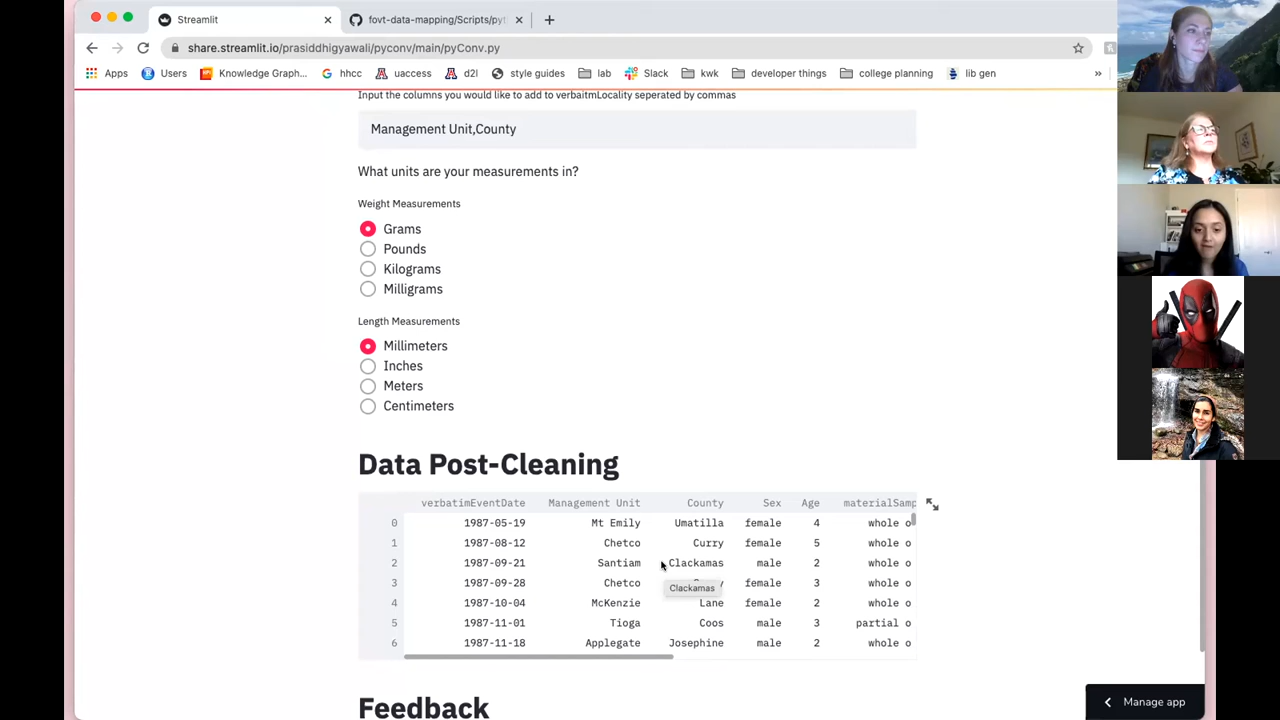 Streamlit
fovt-data-mapping/Scripts/pyt
share.streamlit.io/prasiddhigyawali/pyconv/main/pyConv.py
Apps Users Knowledge Grap... hhcc uaccess d2l style guides lab Slack kwk developer things college planning lib gen »
Input the columns you would like to add to verbaitmLocality seperated by commas
Management Unit,County
What units are your measurements in?
Weight Measurements
Grams
Pounds
Kilograms
Milligrams
Length Measurements
Millimeters
Inches
Meters
Centimeters
Data Post-Cleaning
verbatimEventDate Management Unit County Sex Age materialSamp
0 1987-05-19 Mt Emily Umatilla female 4 whole o
1 1987-08-12 Chetco Curry female 5 whole o
2 1987-09-21 Santiam Clackamas male 2 whole o
3 1987-09-28 Chetco female 3 whole o
Clackamas
4 1987-10-04 McKenzie Lane female 2 whole o
5 1987-11-01 Tioga Coos male 3 partial o
6 1987-11-18 Applegate Josephine male 2 whole o
Feedback
Manage app